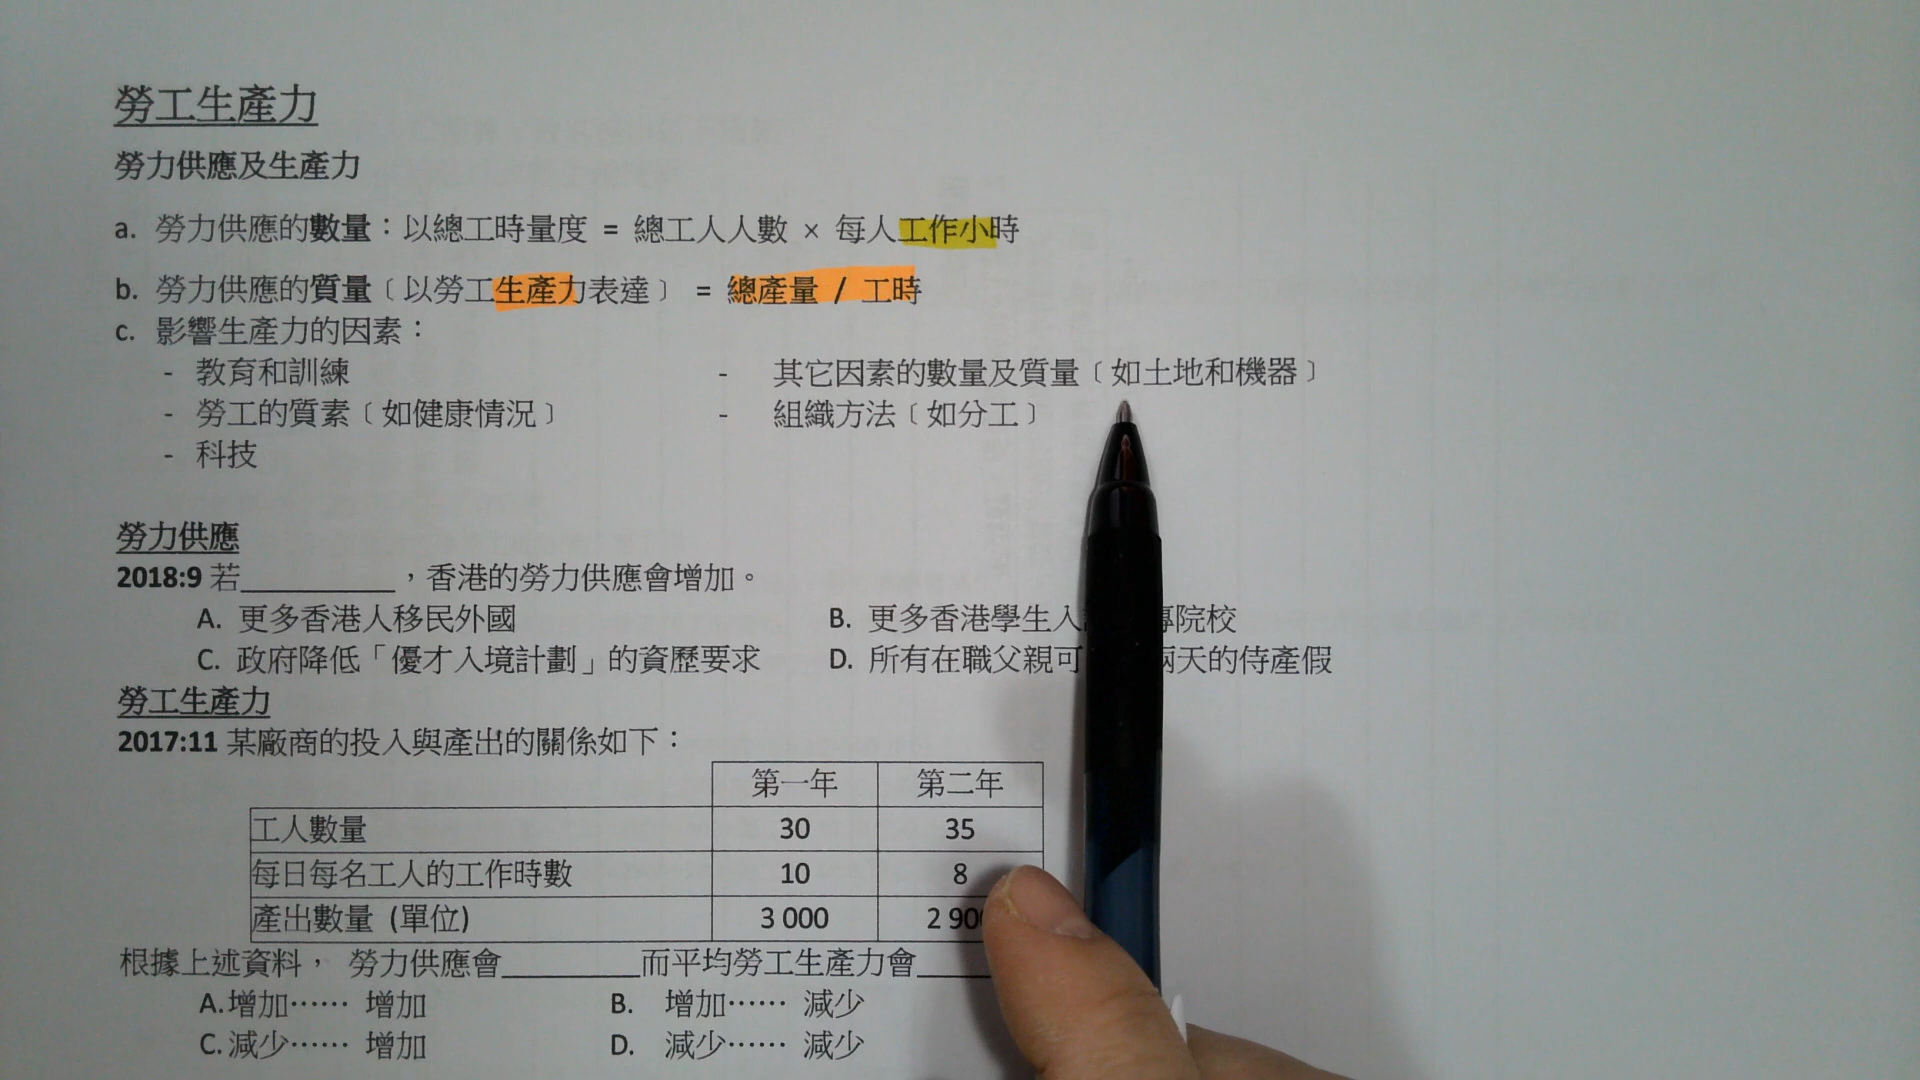 勞工生產力
勞力供應及生產力
a. 勞力供應的數量：以總工時量度 = 總工人人數 × 每人工作小時
b. 勞力供應的質量﹝以勞工生產力表達﹞ = 總產量 / 工時
c. 影響生產力的因素：
- 教育和訓練 - 其它因素的數量及質量﹝如土地和機器﹞
- 勞工的質素﹝如健康情況﹞ - 組織方法﹝如分工﹞
- 科技
勞力供應
2018:9 若__________，香港的勞力供應會增加。
A. 更多香港人移民外國 B. 更多香港學生入 專院校
C. 政府降低「優才入境計劃」的資歷要求 D. 所有在職父親可 兩天的侍產假
勞工生產力
2017:11 某廠商的投入與產出的關係如下：
第一年 第二年
工人數量 30 35
每日每名工人的工作時數 10 8
產出數量 (單位) 3 000 2 900
根據上述資料， 勞力供應會_________而平均勞工生產力會_____
A.增加…… 增加 B. 增加…… 減少
C.減少…… 增加 D. 減少…… 減少